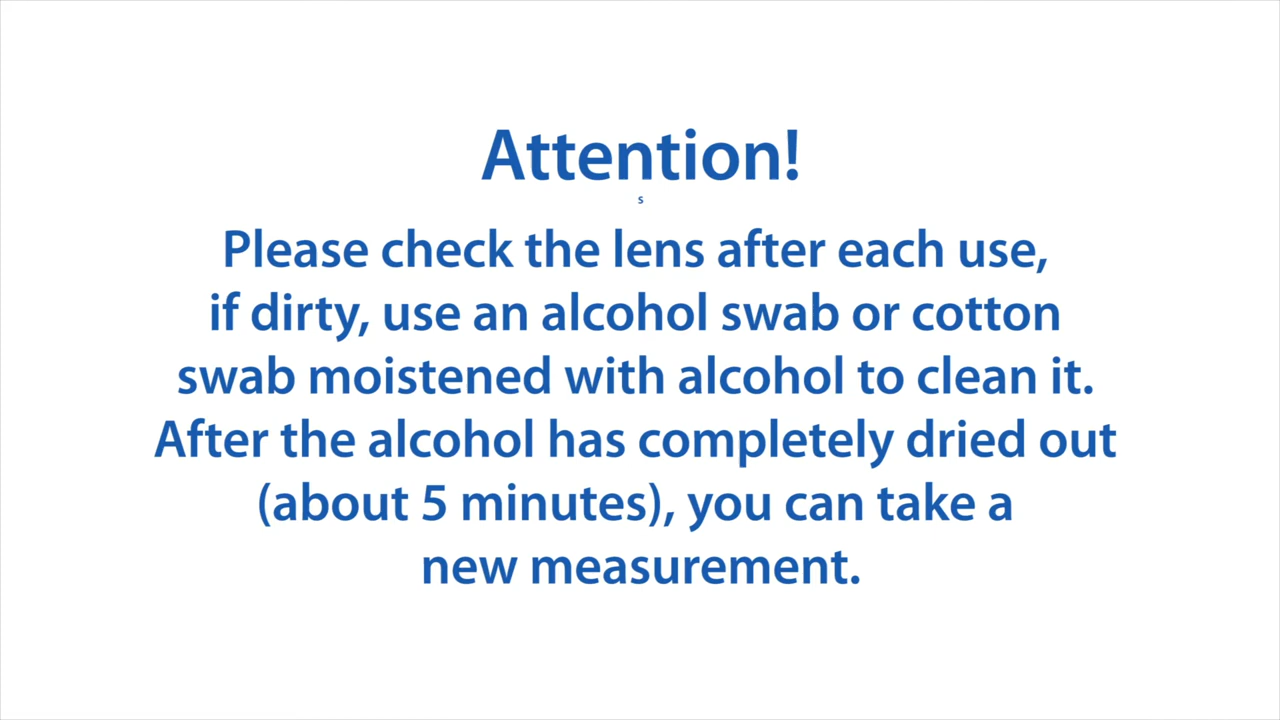 Attention!
s
Please check the lens after each use,
if dirty, use an alcohol swab or cotton
swab moistened with alcohol to clean it.
After the alcohol has completely dried out
(about 5 minutes), you can take a
new measurement.